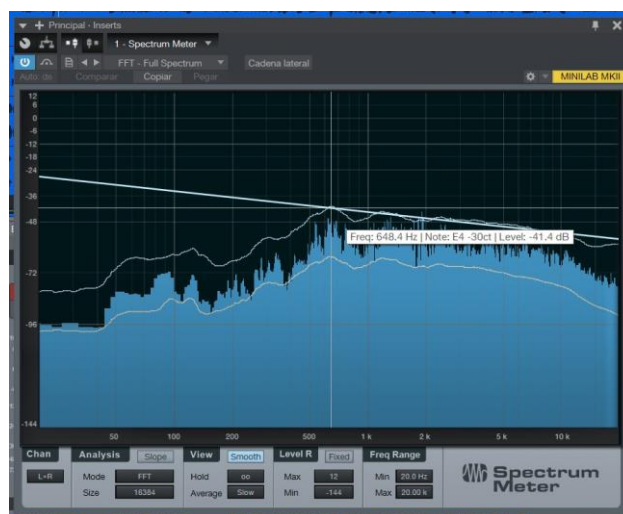 Principal - Inserts
1 - Spectrum Meter
FFT - Full Spectrum
Cadena lateral
Auto: de Comparar Copiar Pegar
MINILAB MKII
12
6
0
-6
-12
-18
-24
-36
-48
Freq: 648.4 Hz | Note: E4 -30ct | Level: -41.4 dB
-72
-96
-144
50 100 200 500 1 k 2 k 5 k 10 k
Chan Analysis Slope View Smooth Level R Fixed Freq Range
L+R Mode FFT Hold oo Max 12 Min 20.0 Hz
Size 16384 Average Slow Min -144 Max 20.00 k
Spectrum
Meter